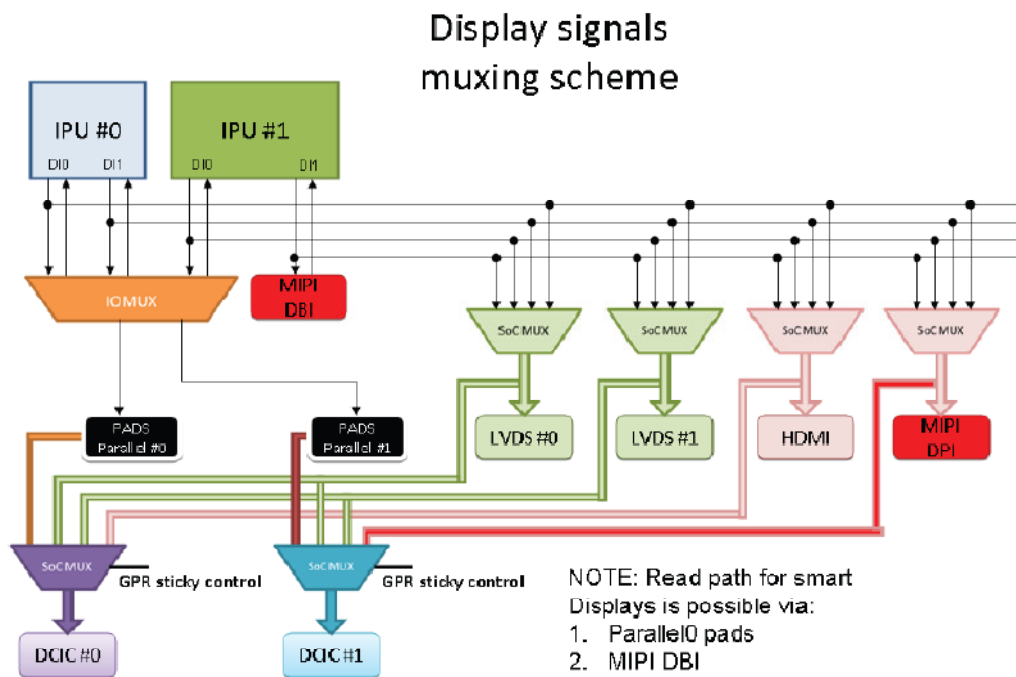 Display signals
muxing scheme
IPU #0
IPU #1
DI0
DI1
DI0
DI1
IOMUX
MIPI
DBI
SoC MUX
SoC MUX
SoC MUX
SoC MUX
PADS
Parallel #0
PADS
Parallel #1
LVDS #0
LVDS #1
HDMI
MIPI
DPI
SoC MUX
GPR sticky control
SoC MUX
GPR sticky control
DCIC #0
DCIC #1
NOTE: Read path for smart
Displays is possible via:
1. Parallel0 pads
2. MIPI DBI